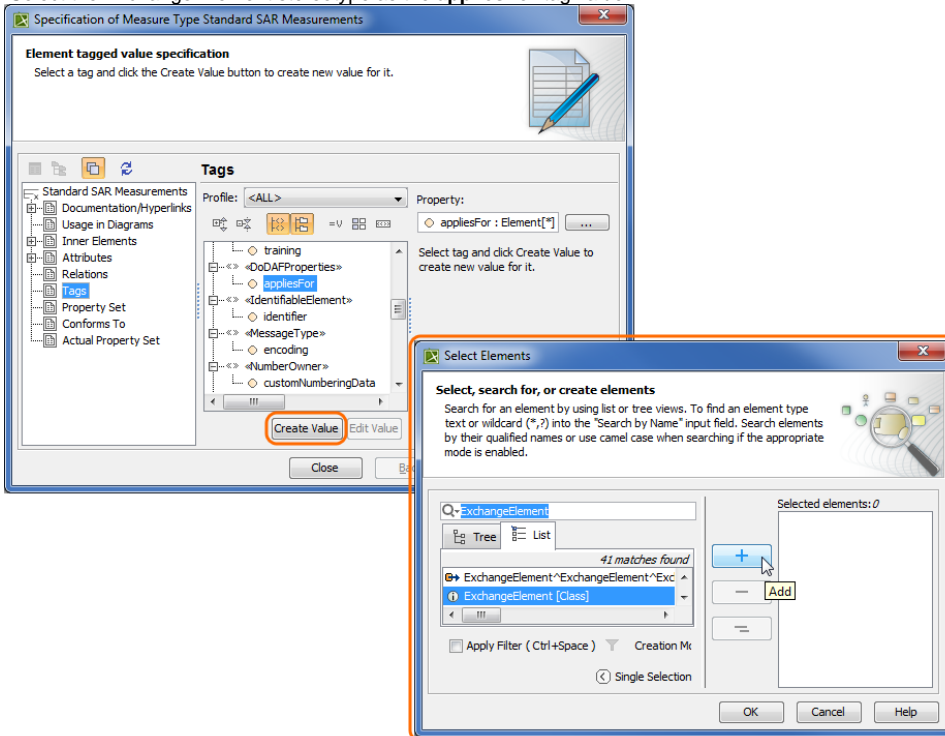 Specification of Measure Type Standard SAR Measurements
Element tagged value specification
Select a tag and click the Create Value button to create new value for it.
Standard SAR Measurements
Documentation/Hyperlinks
Usage in Diagrams
Inner Elements
Attributes
Relations
Tags
Property Set
Conforms To
Actual Property Set
Tags
Profile: <ALL>
training
«DoDAFProperties»
appliesFor
«IdentifiableElement»
identifier
«MessageType»
encoding
«NumberOwner»
customNumberingData
Create Value Edit Value
Property:
appliesFor : Element[*] ...
Select tag and click Create Value to
create new value for it.
Close
Select Elements
Select, search for, or create elements
Search for an element by using list or tree views. To find an element type
text or wildcard (*,?) into the "Search by Name" input field. Search elements
by their qualified names or use camel case when searching if the appropriate
mode is enabled.
ExchangeElement
Tree List
41 matches found
ExchangeElement^ExchangeElement^Exc
ExchangeElement [Class]
Apply Filter ( Ctrl+Space ) Creation Mo
Single Selection
Add
Selected elements:0
OK Cancel Help